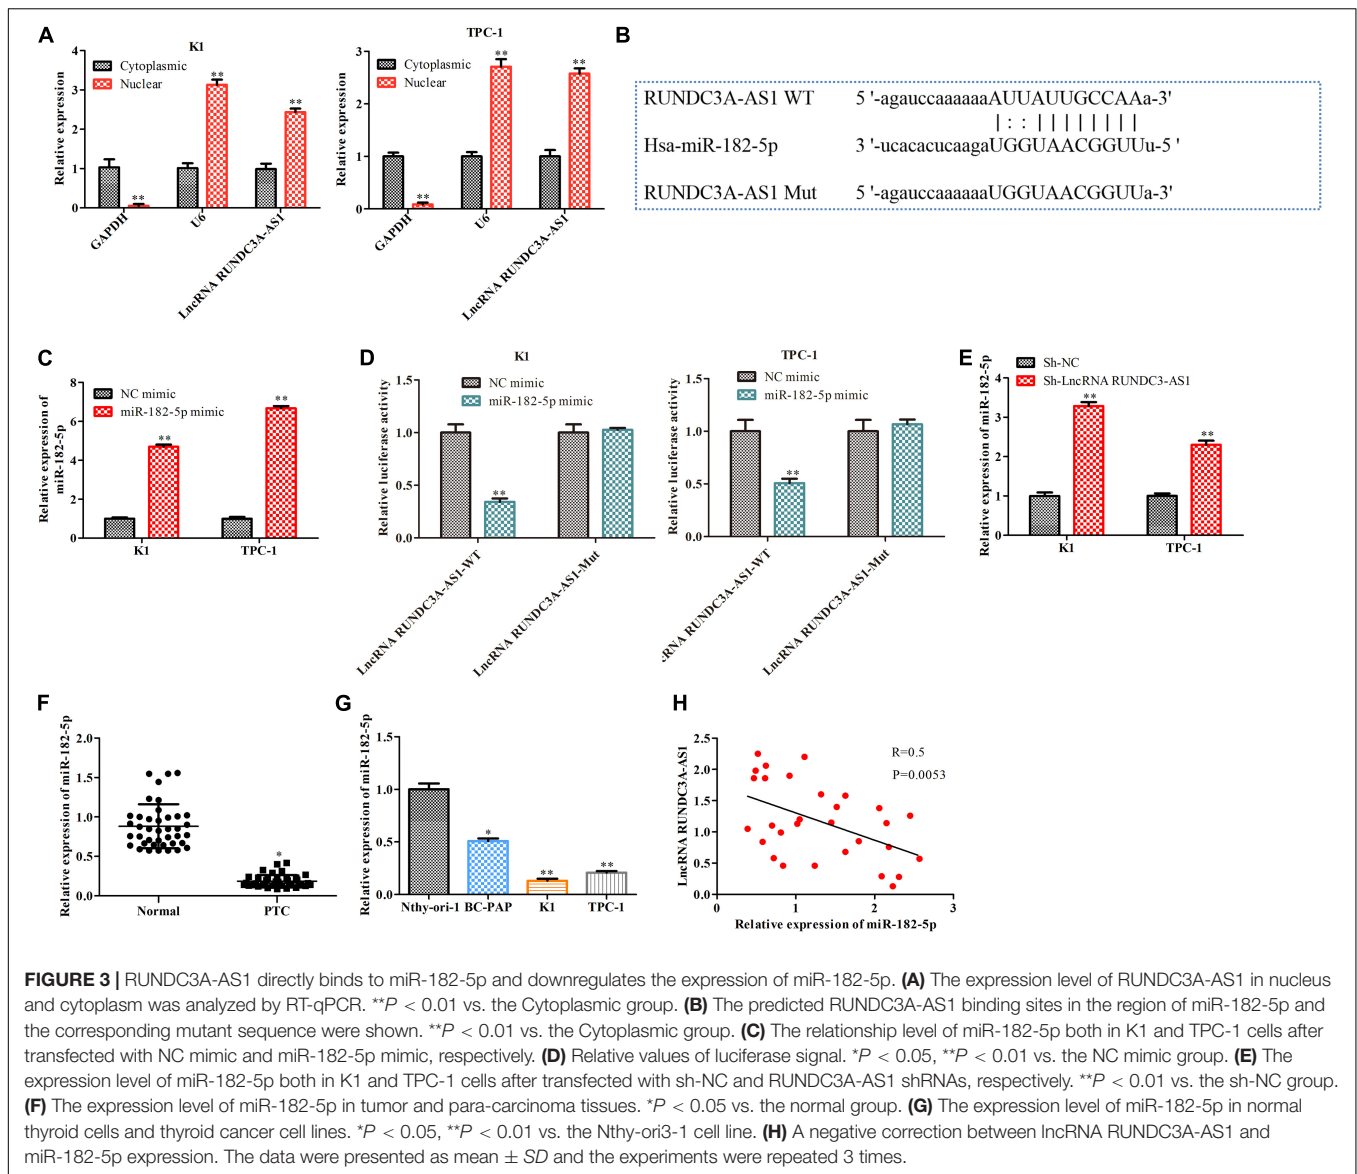 A
K1
Relative expression
4
3
2
1
0
Cytoplasmic
Nuclear
**
**
**
GAPDH
U6
LncRNA RUNDC3A-AS1
TPC-1
Relative expression
3
2
1
0
Cytoplasmic
Nuclear
**
**
**
GAPDH
U6
LncRNA RUNDC3A-AS1
B
RUNDC3A-AS1 WT 5 '-agauccaaaaaaAUUAUUGCCAAa-3'
|::||||||||
Hsa-miR-182-5p 3 '-ucacacucaagaUGGUAACGGUUu-5 '
RUNDC3A-AS1 Mut 5 '-agauccaaaaaaUGGUAACGGUUa-3'
C
Relative expression of
miR-182-5p
8
6
4
2
0
NC mimic
miR-182-5p mimic
**
**
K1
TPC-1
D
K1
Relative luciferase activity
1.5
1.0
0.5
0.0
NC mimic
miR-182-5p mimic
**
LncRNA RUNDC3A-AS1-WT
LncRNA RUNDC3A-AS1-Mut
TPC-1
Relative luciferase activity
1.5
1.0
0.5
0.0
NC mimic
miR-182-5p mimic
**
cRNA RUNDC3A-AS1-WT
LncRNA RUNDC3A-AS1-Mut
E
Relative expression of miR-182-5p
4
3
2
1
0
Sh-NC
Sh-LncRNA RUNDC3-AS1
**
**
K1
TPC-1
F
Relative expression of miR-182-5p
2.0
1.5
1.0
0.5
0.0
*
Normal
PTC
G
Relative expression of miR-182-5p
1.5
1.0
0.5
0.0
*
**
**
Nthy-ori-1 BC-PAP K1 TPC-1
H
LncRNA RUNDC3A-AS1
2.5
2.0
1.5
1.0
0.5
0.0
R=0.5
P=0.0053
0 1 2 3
Relative expression of miR-182-5p
FIGURE 3 | RUNDC3A-AS1 directly binds to miR-182-5p and downregulates the expression of miR-182-5p. (A) The expression level of RUNDC3A-AS1 in nucleus
and cytoplasm was analyzed by RT-qPCR. **P < 0.01 vs. the Cytoplasmic group. (B) The predicted RUNDC3A-AS1 binding sites in the region of miR-182-5p and
the corresponding mutant sequence were shown. **P < 0.01 vs. the Cytoplasmic group. (C) The relationship level of miR-182-5p both in K1 and TPC-1 cells after
transfected with NC mimic and miR-182-5p mimic, respectively. (D) Relative values of luciferase signal. *P < 0.05, **P < 0.01 vs. the NC mimic group. (E) The
expression level of miR-182-5p both in K1 and TPC-1 cells after transfected with sh-NC and RUNDC3A-AS1 shRNAs, respectively. **P < 0.01 vs. the sh-NC group.
(F) The expression level of miR-182-5p in tumor and para-carcinoma tissues. *P < 0.05 vs. the normal group. (G) The expression level of miR-182-5p in normal
thyroid cells and thyroid cancer cell lines. *P < 0.05, **P < 0.01 vs. the Nthy-ori3-1 cell line. (H) A negative correction between lncRNA RUNDC3A-AS1 and
miR-182-5p expression. The data were presented as mean ± SD and the experiments were repeated 3 times.